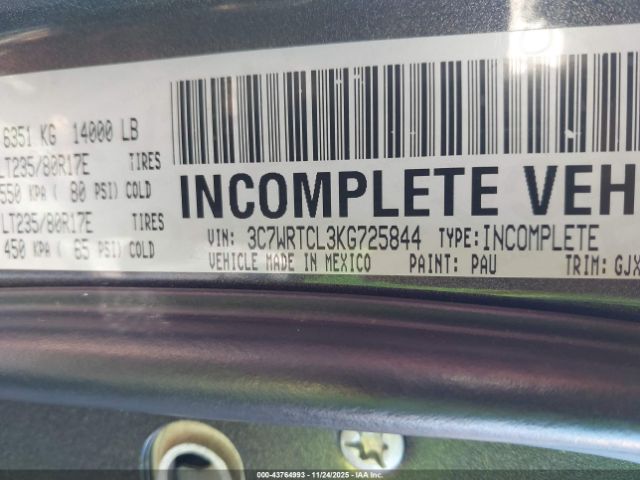 6351 KG 14000 LB
LT235/80R17E TIRES
550 KPA ( 80 PSI) COLD
LT235/80R17E TIRES
450 KPA ( 65 PSI) COLD
INCOMPLETE VEH
VIN: 3C7WRTCL3KG725844 TYPE:INCOMPLETE
VEHICLE MADE IN MEXICO PAINT: PAU TRIM: GJX
000-43764993 11/24/2025 - IAAI.COM